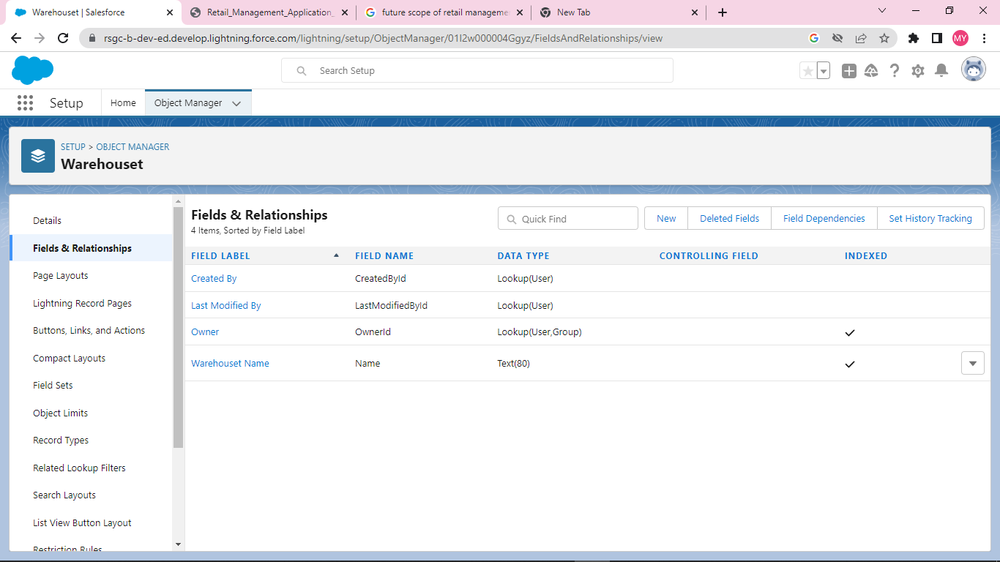 Warehouset | Salesforce
Retail_Management_Application_
future scope of retail manageme
New Tab
rsgc-b-dev-ed.develop.lightning.force.com/lightning/setup/ObjectManager/01I2w000004Ggyz/FieldsAndRelationships/view
MY
Search Setup
Setup
Home
Object Manager
SETUP > OBJECT MANAGER
Warehouset
Details
Fields & Relationships
Page Layouts
Lightning Record Pages
Buttons, Links, and Actions
Compact Layouts
Field Sets
Object Limits
Record Types
Related Lookup Filters
Search Layouts
List View Button Layout
Restriction Rules
Fields & Relationships
4 Items, Sorted by Field Label
Quick Find
New
Deleted Fields
Field Dependencies
Set History Tracking
FIELD LABEL FIELD NAME DATA TYPE CONTROLLING FIELD INDEXED
Created By CreatedById Lookup(User)
Last Modified By LastModifiedById Lookup(User)
Owner OwnerId Lookup(User,Group)
Warehouset Name Name Text(80)